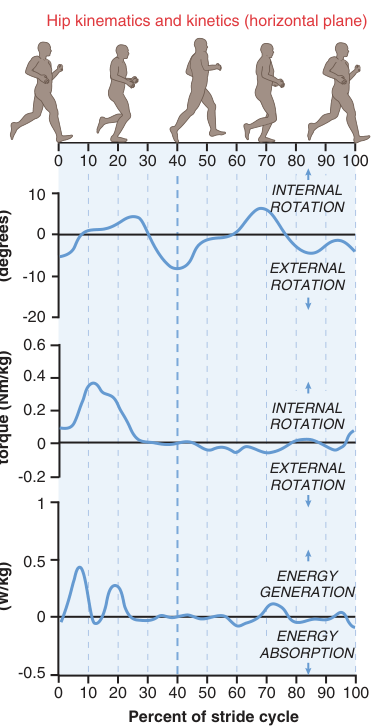 Hip kinematics and kinetics (horizontal plane)
0 10 20 30 40 50 60 70 80 90 100
10
0
-10
-20
(degrees)
INTERNAL
ROTATION
EXTERNAL
ROTATION
0.6
0.4
0.2
0
-0.2
torque (Nm/kg)
INTERNAL
ROTATION
EXTERNAL
ROTATION
1
0.5
0
-0.5
(W/kg)
ENERGY
GENERATION
ENERGY
ABSORPTION
0 10 20 30 40 50 60 70 80 90 100
Percent of stride cycle